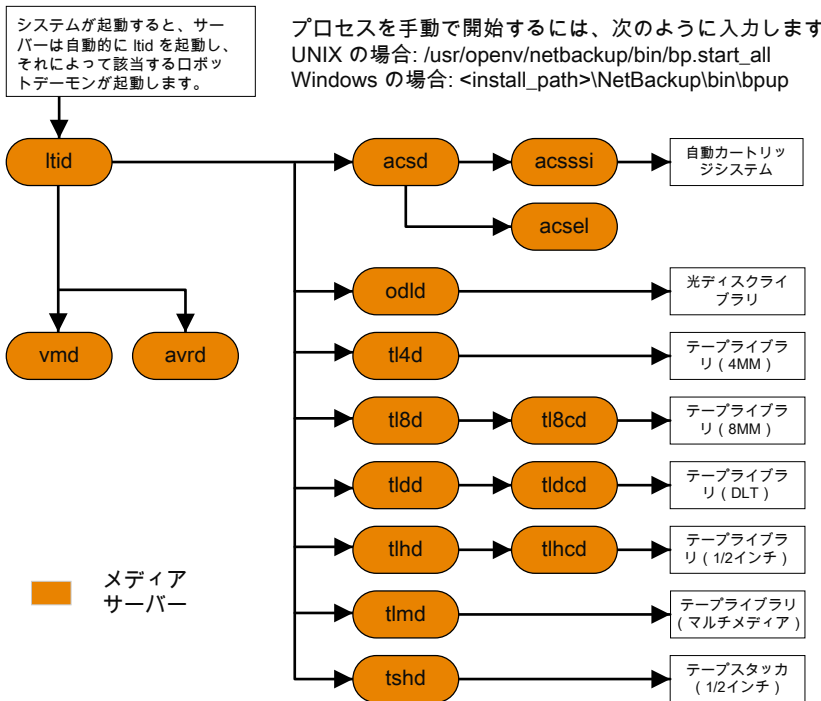 システムが起動すると、サー
バーは自動的に ltid を起動し、
それによって該当するロボッ
トデーモンが起動します。
プロセスを手動で開始するには、次のように入力します
UNIX の場合: /usr/openv/netbackup/bin/bp.start_all
Windows の場合: <install_path>\NetBackup\bin\bpup
ltid
acsd
acsssi
自動カートリッ
ジシステム
acsel
odld
光ディスクライ
ブラリ
vmd
avrd
tl4d
テープライブラ
リ ( 4MM )
tl8d
tl8cd
テープライブラ
リ ( 8MM )
tldd
tldcd
テープライブラ
リ ( DLT )
tlhd
tlhcd
テープライブラ
リ ( 1/2インチ )
メディア
サーバー
tlmd
テープライブラリ
( マルチメディア )
tshd
テープスタッカ
( 1/2インチ )